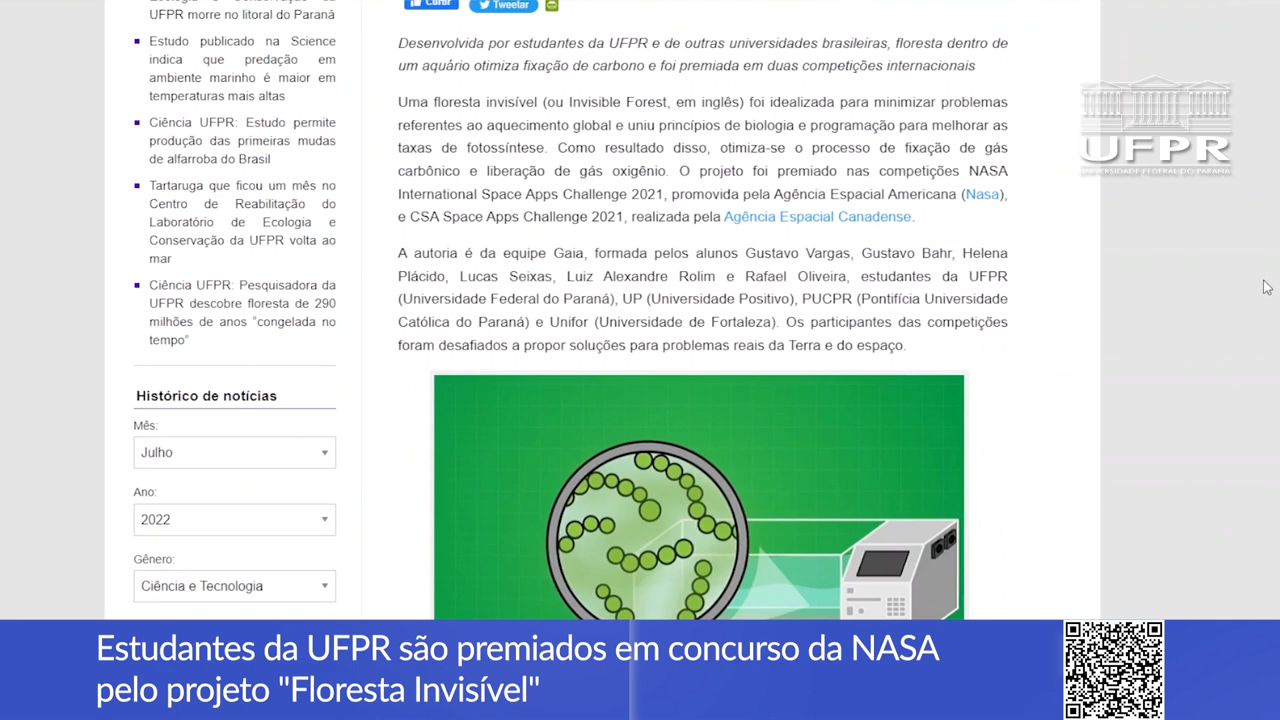 UFPR morre no litoral do Paraná
Estudo publicado na Science
indica que predação em
ambiente marinho é maior em
temperaturas mais altas
Ciência UFPR: Estudo permite
produção das primeiras mudas
de alfarroba do Brasil
Tartaruga que ficou um mês no
Centro de Reabilitação do
Laboratório de Ecologia e
Conservação da UFPR volta ao
mar
Ciência UFPR: Pesquisadora da
UFPR descobre floresta de 290
milhões de anos "congelada no
tempo"
Histórico de notícias
Mês:
Julho
Ano:
2022
Gênero:
Ciência e Tecnologia
Curtir
Tweetar
Desenvolvida por estudantes da UFPR e de outras universidades brasileiras, floresta dentro de
um aquário otimiza fixação de carbono e foi premiada em duas competições internacionais
Uma floresta invisível (ou Invisible Forest, em inglês) foi idealizada para minimizar problemas
referentes ao aquecimento global e uniu princípios de biologia e programação para melhorar as
taxas de fotossíntese. Como resultado disso, otimiza-se o processo de fixação de gás
carbônico e liberação de gás oxigênio. O projeto foi premiado nas competições NASA
International Space Apps Challenge 2021, promovida pela Agência Espacial Americana (Nasa),
e CSA Space Apps Challenge 2021, realizada pela Agência Espacial Canadense.
A autoria é da equipe Gaia, formada pelos alunos Gustavo Vargas, Gustavo Bahr, Helena
Plácido, Lucas Seixas, Luiz Alexandre Rolim e Rafael Oliveira, estudantes da UFPR
(Universidade Federal do Paraná), UP (Universidade Positivo), PUCPR (Pontifícia Universidade
Católica do Paraná) e Unifor (Universidade de Fortaleza). Os participantes das competições
foram desafiados a propor soluções para problemas reais da Terra e do espaço.
UFPR
UNIVERSIDADE FEDERAL DO PARANÁ
Estudantes da UFPR são premiados em concurso da NASA
pelo projeto "Floresta Invisível"